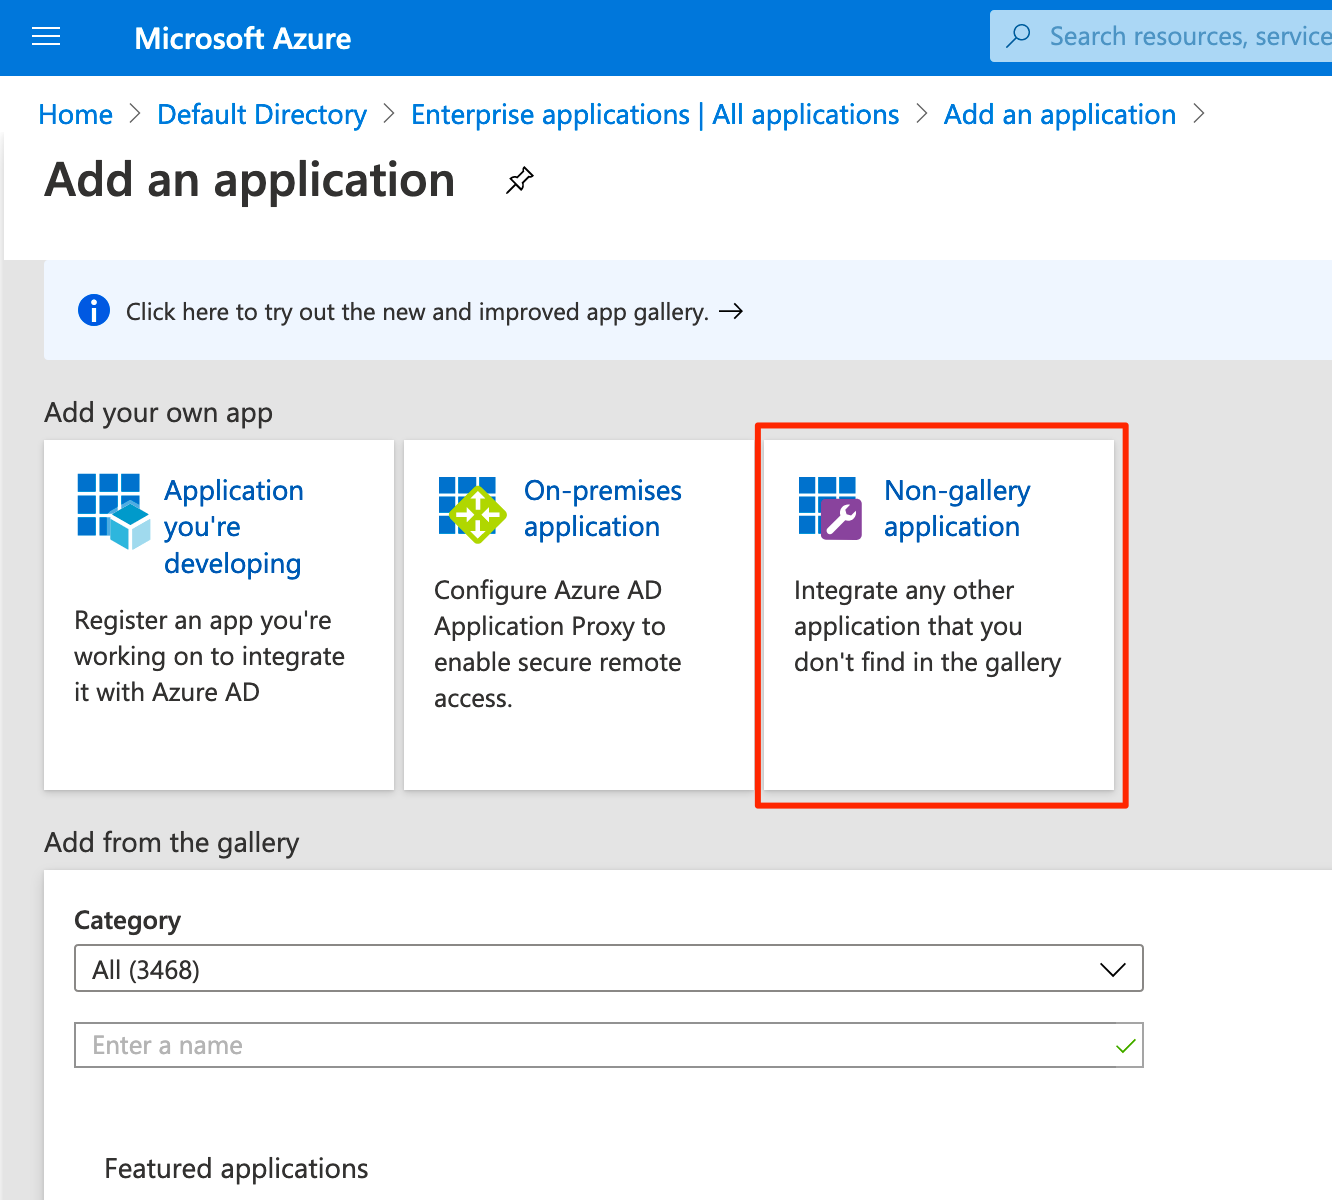 Microsoft Azure
Search resources, service
Home > Default Directory > Enterprise applications | All applications > Add an application >
Add an application
Click here to try out the new and improved app gallery. →
Add your own app
Application
you're
developing
Register an app you're
working on to integrate
it with Azure AD
On-premises
application
Configure Azure AD
Application Proxy to
enable secure remote
access.
Non-gallery
application
Integrate any other
application that you
don't find in the gallery
Add from the gallery
Category
All (3468)
Enter a name
Featured applications